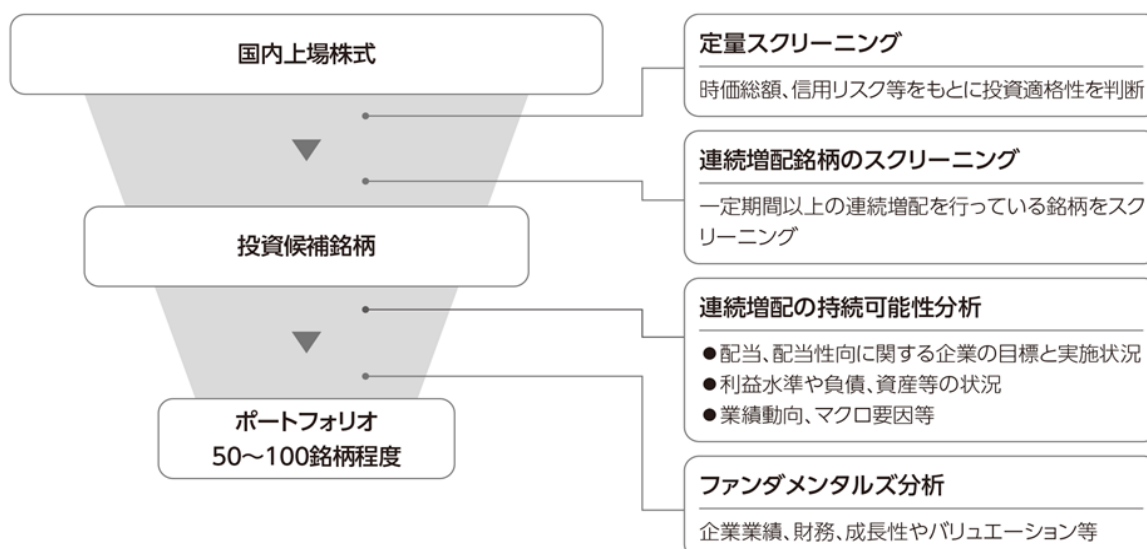 国内上場株式
定量スクリーニング
時価総額、信用リスク等をもとに投資適格性を判断
連続増配銘柄のスクリーニング
一定期間以上の連続増配を行っている銘柄をスク
リーニング
投資候補銘柄
連続増配の持続可能性分析
●配当、配当性向に関する企業の目標と実施状況
●利益水準や負債、資産等の状況
●業績動向、マクロ要因等
ポートフォリオ
50〜100銘柄程度
ファンダメンタルズ分析
企業業績、財務、成長性やバリュエーション等